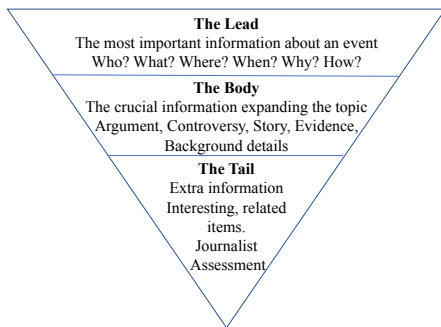 The Lead
The most important information about an event
Who? What? Where? When? Why? How?
The Body
The crucial information expanding the topic
Argument, Controversy, Story, Evidence,
Background details
The Tail
Extra information
Interesting, related
items.
Journalist
Assessment